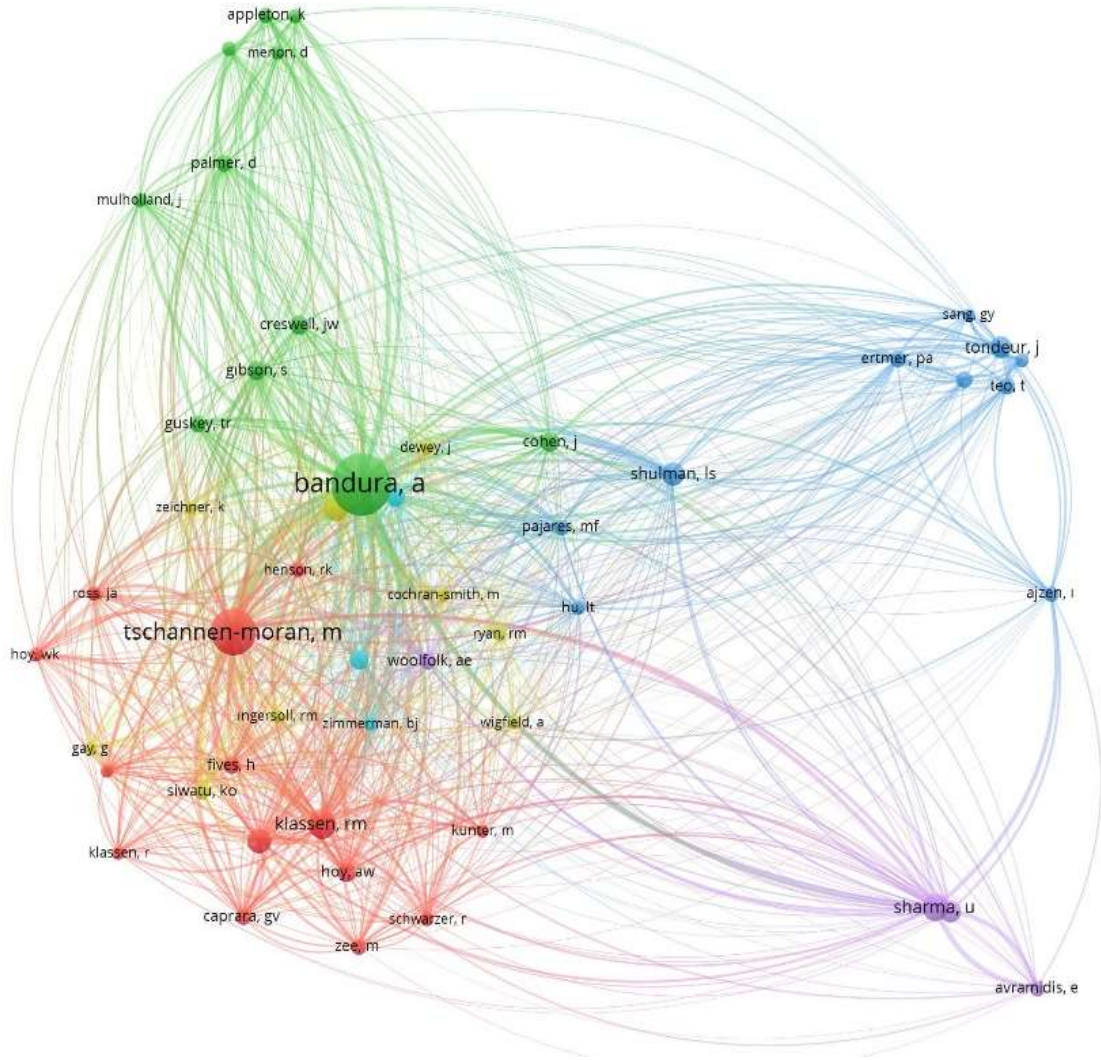 appleton, k
menon, d
palmer, d
mulholland, j
creswell, jw
sang, gy
tondeur, j
ertmer, pa
gibson, s
teo, t
guskey, tr
dewey, j
cohen, j
shulman, ls
bandura, a
zeichner, k
pajares, mf
henson, rk
ross, ja
cochran-smith, m
ajzen, i
hu, lt
tschannen-moran, m
ryan, rm
hoy, wk
woolfolk, ae
ingersoll, rm
zimmerman, bj
wigfield, a
gay, g
fives, h
siwatu, ko
klassen, rm
kunter, m
klassen, r
hoy, aw
sharma, u
caprara, gv
schwarzer, r
zee, m
avramidis, e